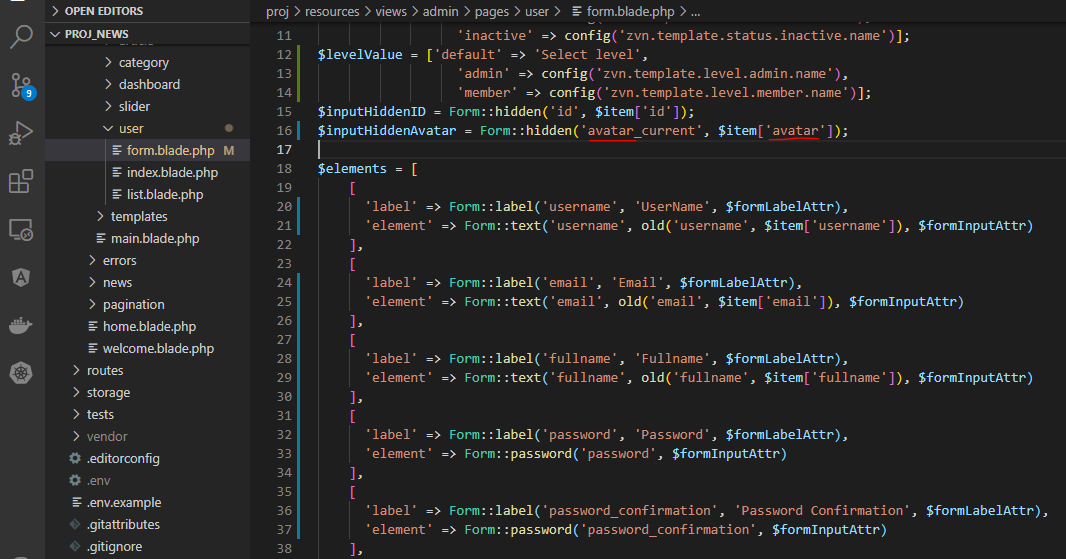 OPEN EDITORS
PROJ_NEWS
category
dashboard
slider
user
form.blade.php M
index.blade.php
list.blade.php
templates
main.blade.php
errors
news
pagination
home.blade.php
welcome.blade.php
routes
storage
tests
vendor
.editorconfig
.env
.env.example
.gitattributes
.gitignore
9
proj > resources > views > admin > pages > user > form.blade.php > ...
11 'inactive' => config('zvn.template.status.inactive.name')];
12 $levelValue = ['default' => 'Select level',
13 'admin' => config('zvn.template.level.admin.name'),
14 'member' => config('zvn.template.level.member.name')];
15 $inputHiddenID = Form::hidden('id', $item['id']);
16 $inputHiddenAvatar = Form::hidden('avatar_current', $item['avatar']);
17
18 $elements = [
19 [
20 'label' => Form::label('username', 'UserName', $formLabelAttr),
21 'element' => Form::text('username', old('username', $item['username']), $formInputAttr)
22 ],
23 [
24 'label' => Form::label('email', 'Email', $formLabelAttr),
25 'element' => Form::text('email', old('email', $item['email']), $formInputAttr)
26 ],
27 [
28 'label' => Form::label('fullname', 'Fullname', $formLabelAttr),
29 'element' => Form::text('fullname', old('fullname', $item['fullname']), $formInputAttr)
30 ],
31 [
32 'label' => Form::label('password', 'Password', $formLabelAttr),
33 'element' => Form::password('password', $formInputAttr)
34 ],
35 [
36 'label' => Form::label('password_confirmation', 'Password Confirmation', $formLabelAttr),
37 'element' => Form::password('password_confirmation', $formInputAttr)
38 ],